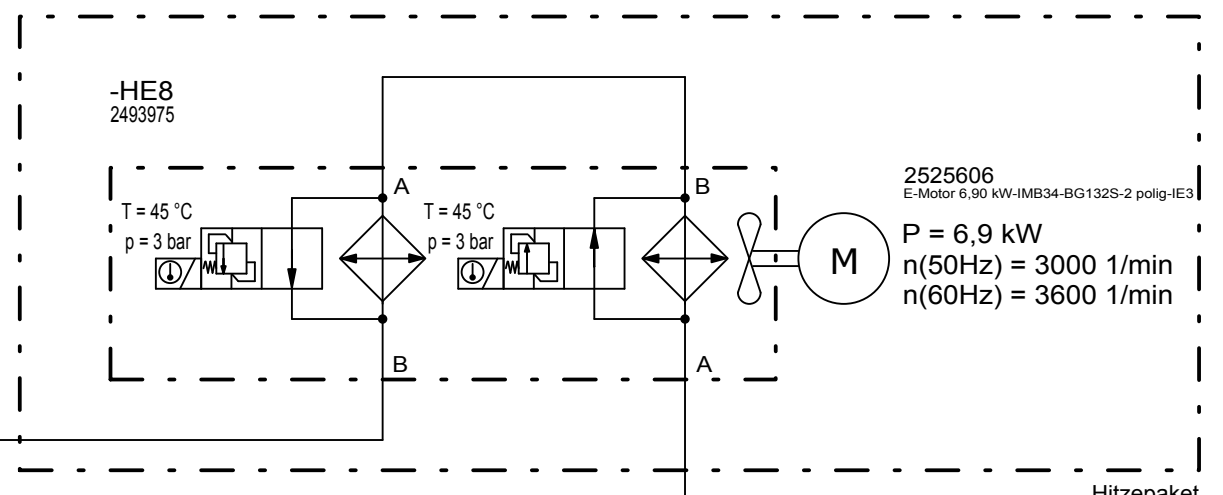 -HE8
2493975
A
B
2525606
E-Motor 6,90 kW-IMB34-BG132S-2 polig-IE3
T = 45 °C
T = 45 °C
P = 6,9 kW
p = 3 bar
p = 3 bar
M
n(50Hz) = 3000 1/min
n(60Hz) = 3600 1/min
B
A
Hitzepaket